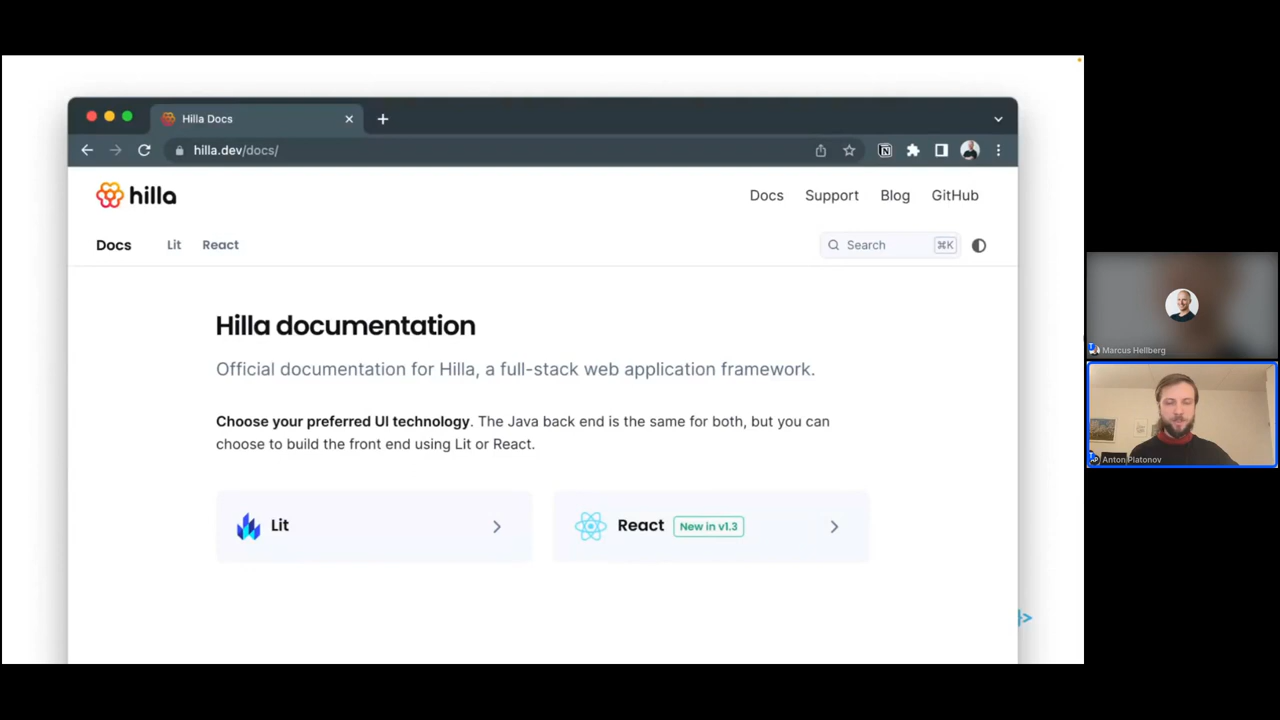 Hilla Docs
hilla.dev/docs/
hilla
Docs Support Blog GitHub
Docs Lit React
Search ⌘K
Hilla documentation
Official documentation for Hilla, a full-stack web application framework.
Choose your preferred UI technology. The Java back end is the same for both, but you can
choose to build the front end using Lit or React.
Lit
React New in v1.3
}>
Marcus Hellberg
Anton Platonov